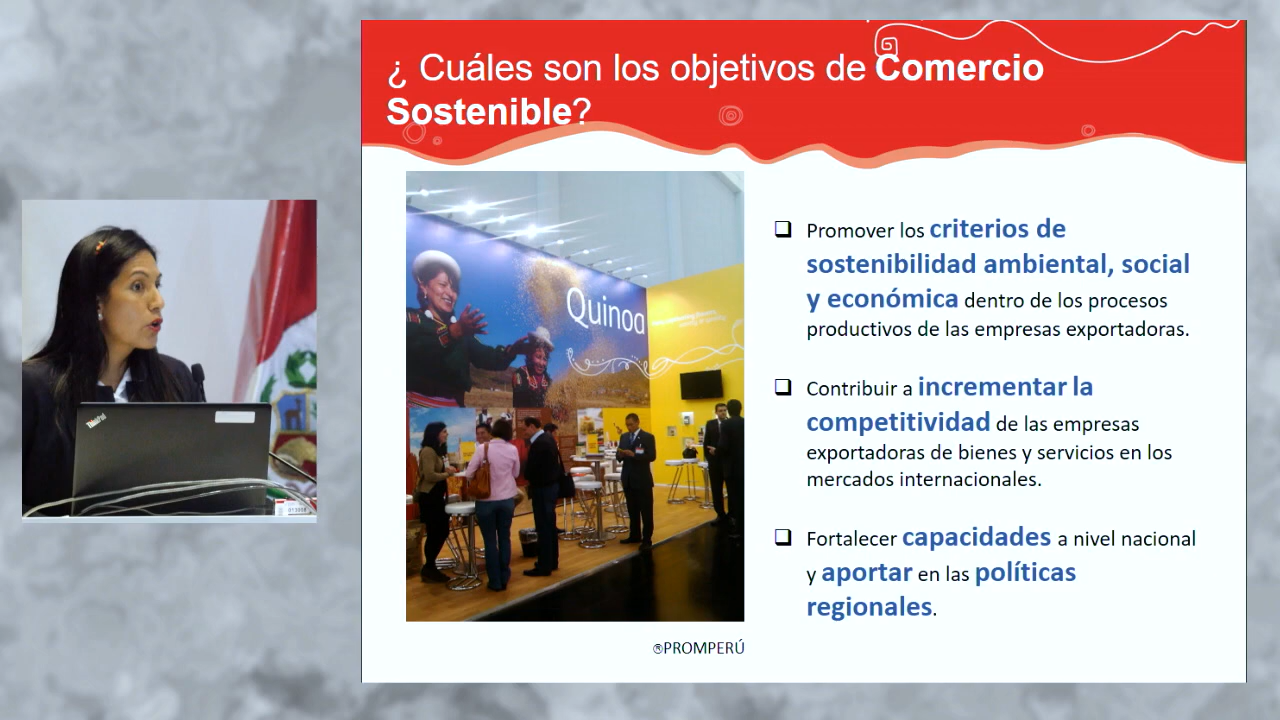 ¿ Cuáles son los objetivos de Comercio
Sostenible?
Quinoa
ThinkPad
❑ Promover los criterios de
sostenibilidad ambiental, social
y económica dentro de los procesos
productivos de las empresas exportadoras.
❑ Contribuir a incrementar la
competitividad de las empresas
exportadoras de bienes y servicios en los
mercados internacionales.
❑ Fortalecer capacidades a nivel nacional
y aportar en las políticas
regionales.
®PROMPERÚ